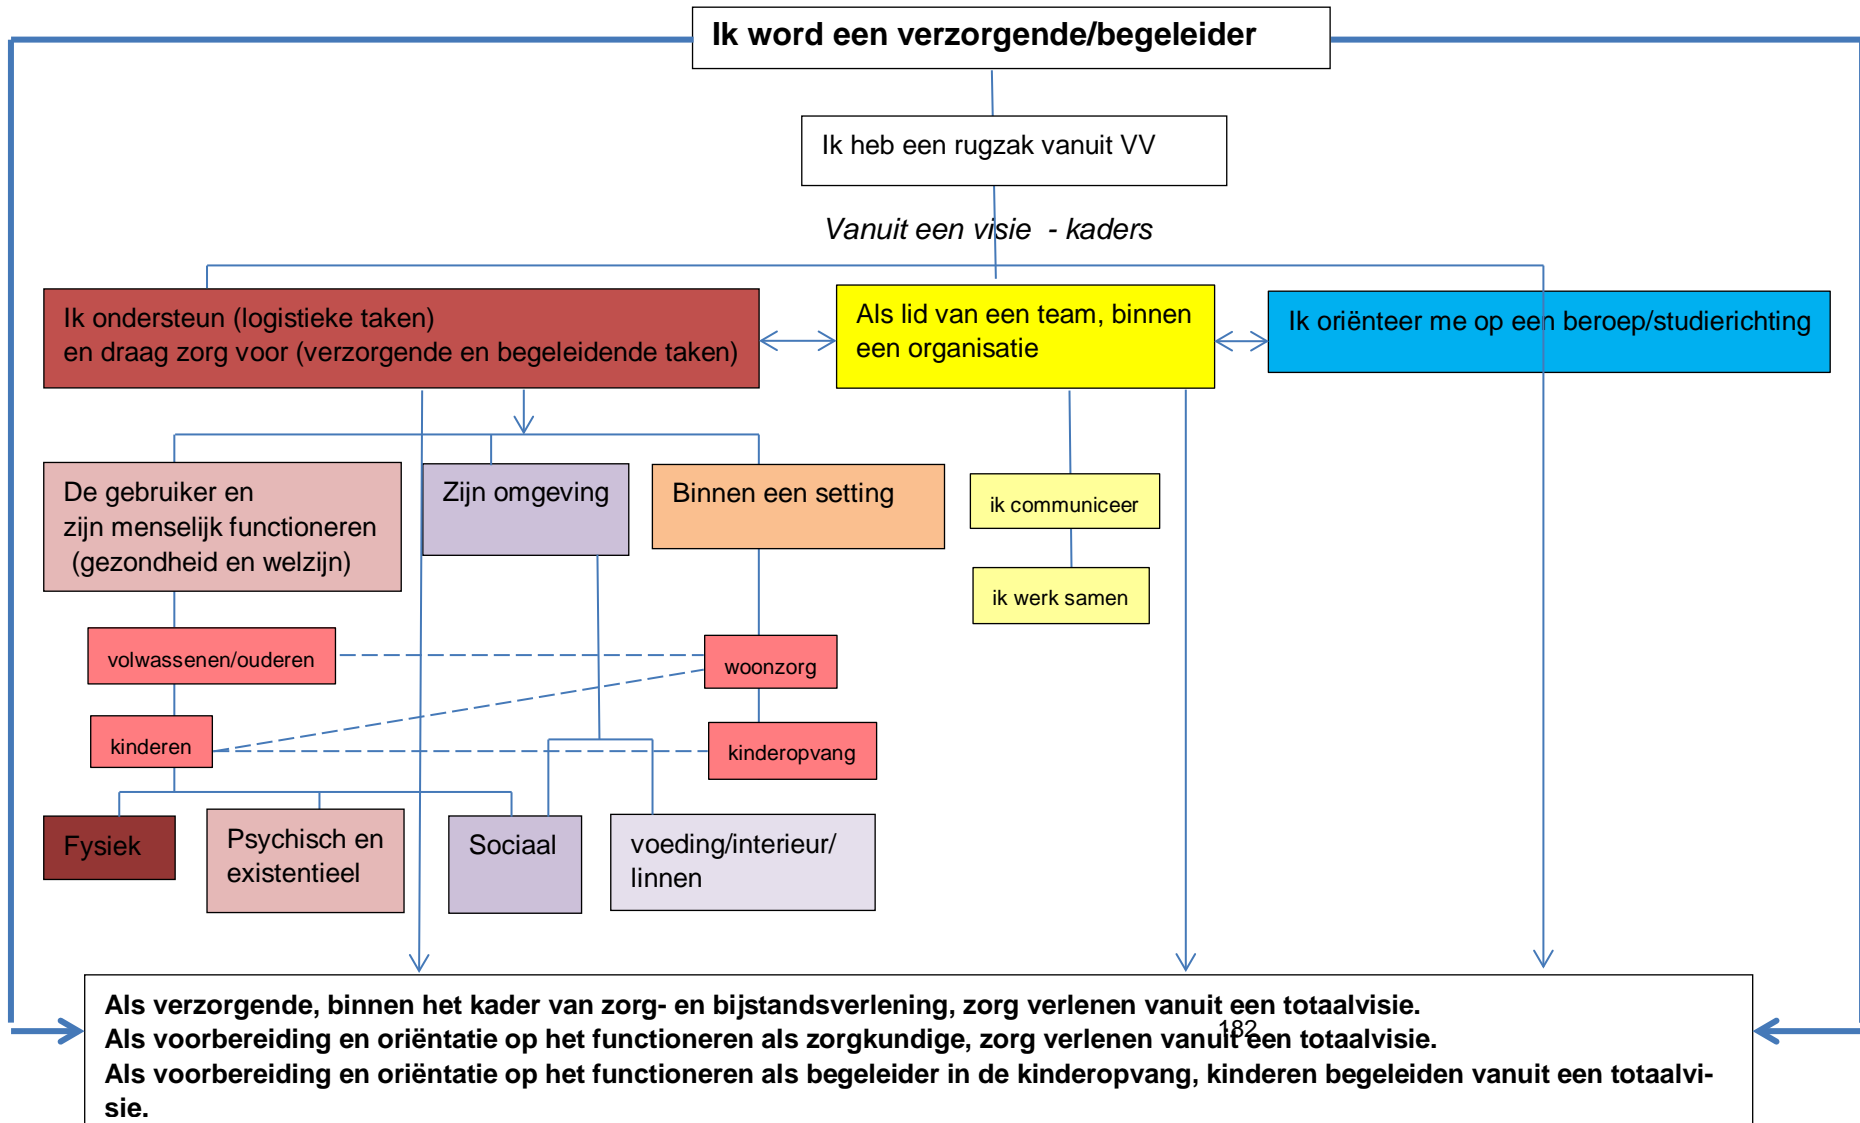 Ik word een verzorgende/begeleider
Ik heb een rugzak vanuit VV
Vanuit een visie - kaders
Ik ondersteun (logistieke taken)
en draag zorg voor (verzorgende en begeleidende taken)
Als lid van een team, binnen
een organisatie
Ik oriënteer me op een beroep/studierichting
De gebruiker en
zijn menselijk functioneren
(gezondheid en welzijn)
Zijn omgeving
Binnen een setting
ik communiceer
ik werk samen
volwassenen/ouderen
woonzorg
kinderen
kinderopvang
Fysiek
Psychisch en
existentieel
Sociaal
voeding/interieur/
linnen
Als verzorgende, binnen het kader van zorg- en bijstandsverlening, zorg verlenen vanuit een totaalvisie.
182
Als voorbereiding en oriëntatie op het functioneren als zorgkundige, zorg verlenen vanuit een totaalvisie.
Als voorbereiding en oriëntatie op het functioneren als begeleider in de kinderopvang, kinderen begeleiden vanuit een totaalvi-
sie.